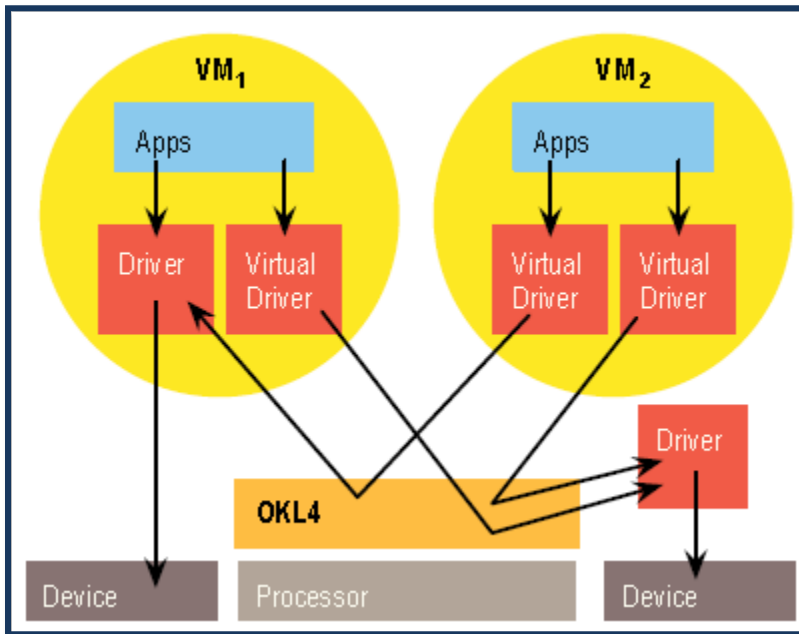 VM1
VM2
Apps
Apps
Driver
Virtual
Driver
Virtual
Driver
Virtual
Driver
Driver
OKL4
Device
Processor
Device